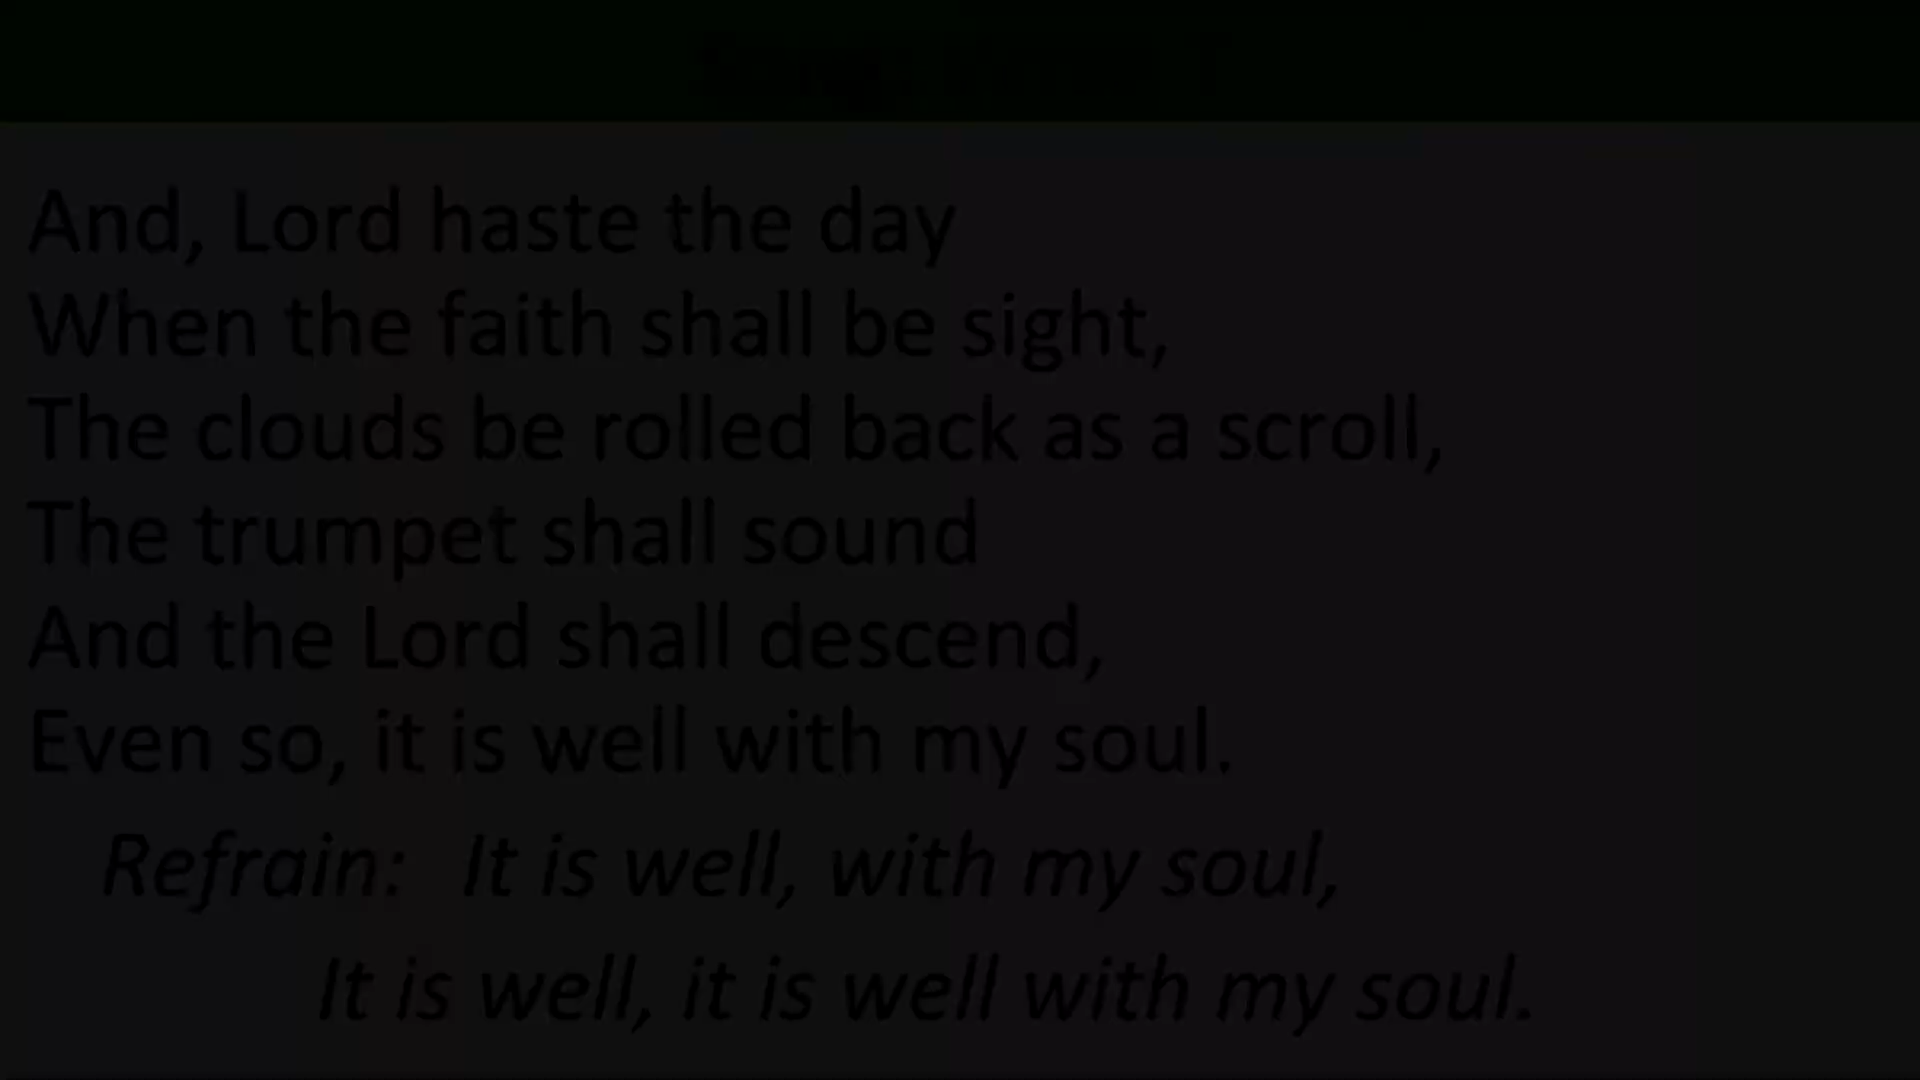 And, Lord haste the day
When the faith shall be sight,
The clouds be rolled back as a scroll,
The trumpet shall sound
And the Lord shall descend,
Even so, it is well with my soul.
Refrain: It is well, with my soul,
It is well, it is well with my soul.